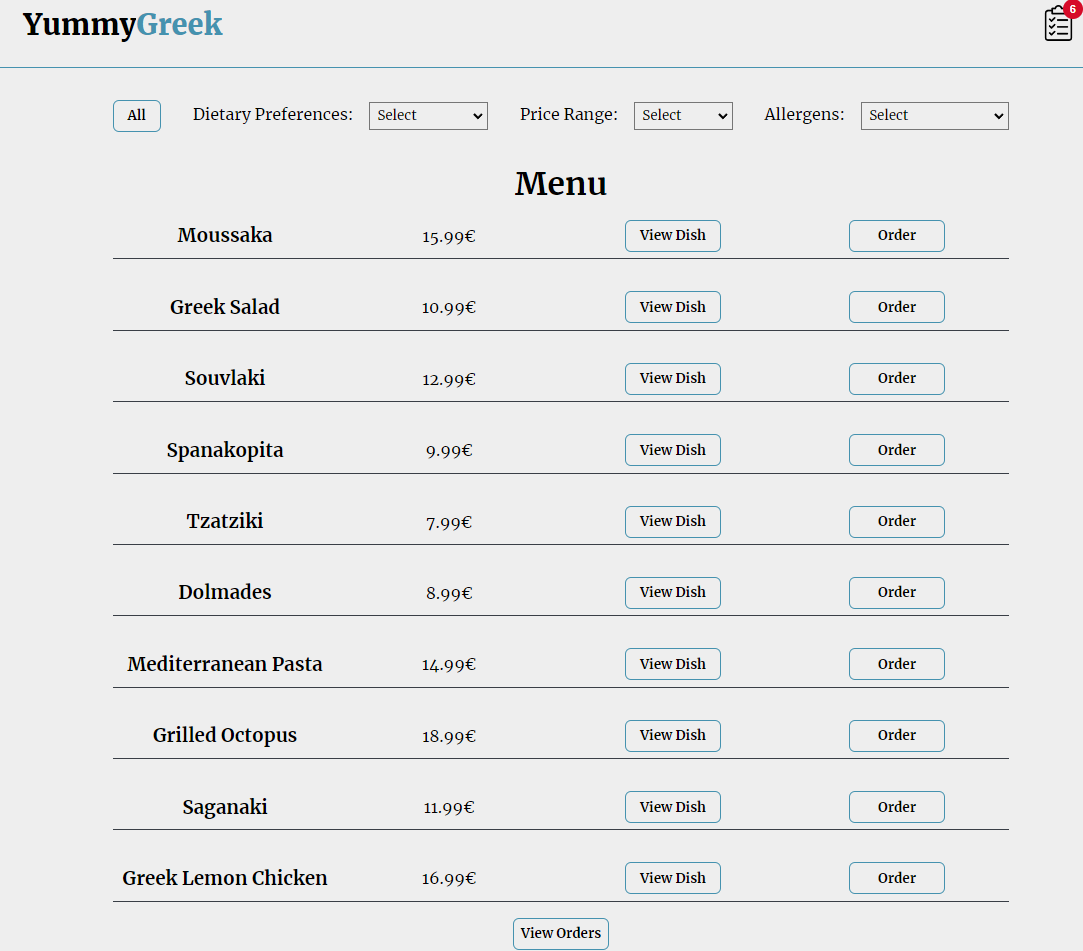 YummyGreek
6
All Dietary Preferences: Select Price Range: Select Allergens: Select
Menu
Moussaka 15.99€ View Dish Order
Greek Salad 10.99€ View Dish Order
Souvlaki 12.99€ View Dish Order
Spanakopita 9.99€ View Dish Order
Tzatziki 7.99€ View Dish Order
Dolmades 8.99€ View Dish Order
Mediterranean Pasta 14.99€ View Dish Order
Grilled Octopus 18.99€ View Dish Order
Saganaki 11.99€ View Dish Order
Greek Lemon Chicken 16.99€ View Dish Order
View Orders